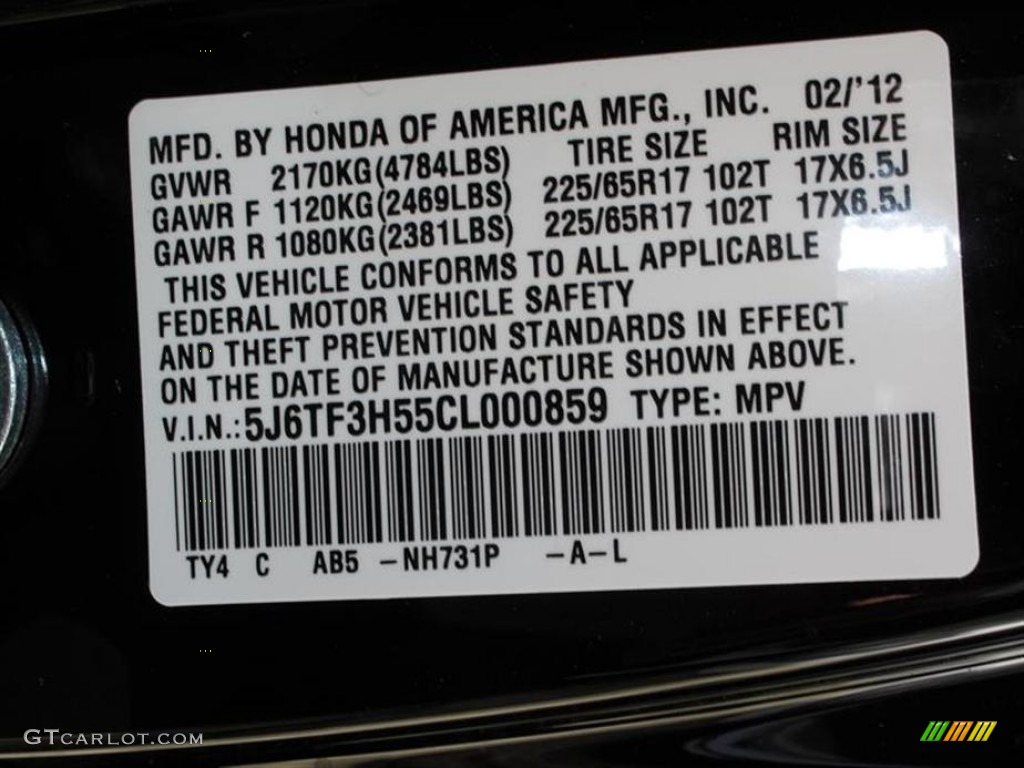 MFD. BY HONDA OF AMERICA MFG., INC. 02/'12
GVWR 2170KG(4784LBS) TIRE SIZE RIM SIZE
GAWR F 1120KG(2469LBS) 225/65R17 102T 17X6.5J
GAWR R 1080KG(2381LBS) 225/65R17 102T 17X6.5J
THIS VEHICLE CONFORMS TO ALL APPLICABLE
FEDERAL MOTOR VEHICLE SAFETY
AND THEFT PREVENTION STANDARDS IN EFFECT
ON THE DATE OF MANUFACTURE SHOWN ABOVE.
V.I.N.:5J6TF3H55CL000859 TYPE: MPV
TY4 C AB5 –NH731P –A–L
GTCARLOT.COM